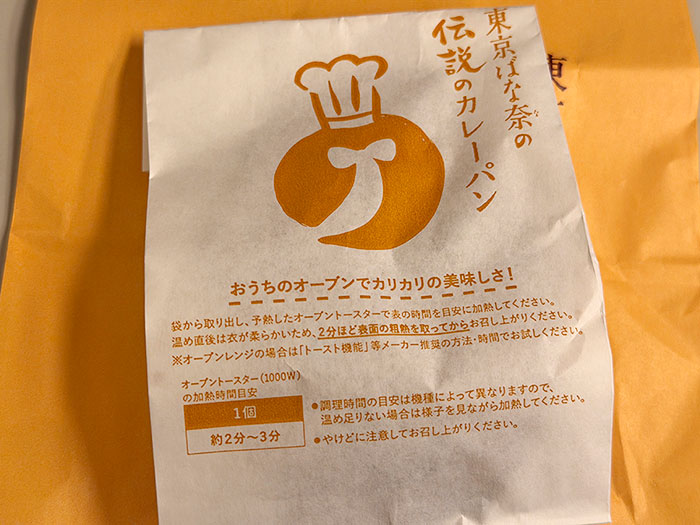 東京ばな奈の
な
伝説のカレーパン
東
おうちのオーブンでカリカリの美味しさ!
袋から取り出し、予熱したオーブントースターで表の時間を目安に加熱してください。
温め直後は衣が柔らかいため、2分ほど表面の粗熱を取ってからお召し上がりください。
※オーブンレンジの場合は「トースト機能」等メーカー推奨の方法・時間でお試しください。
オーブントースター(1000W)
の加熱時間目安
1個
約2分〜3分
●調理時間の目安は機種によって異なりますので、
温め足りない場合は様子を見ながら加熱してください。
●やけどに注意してお召し上がりください。